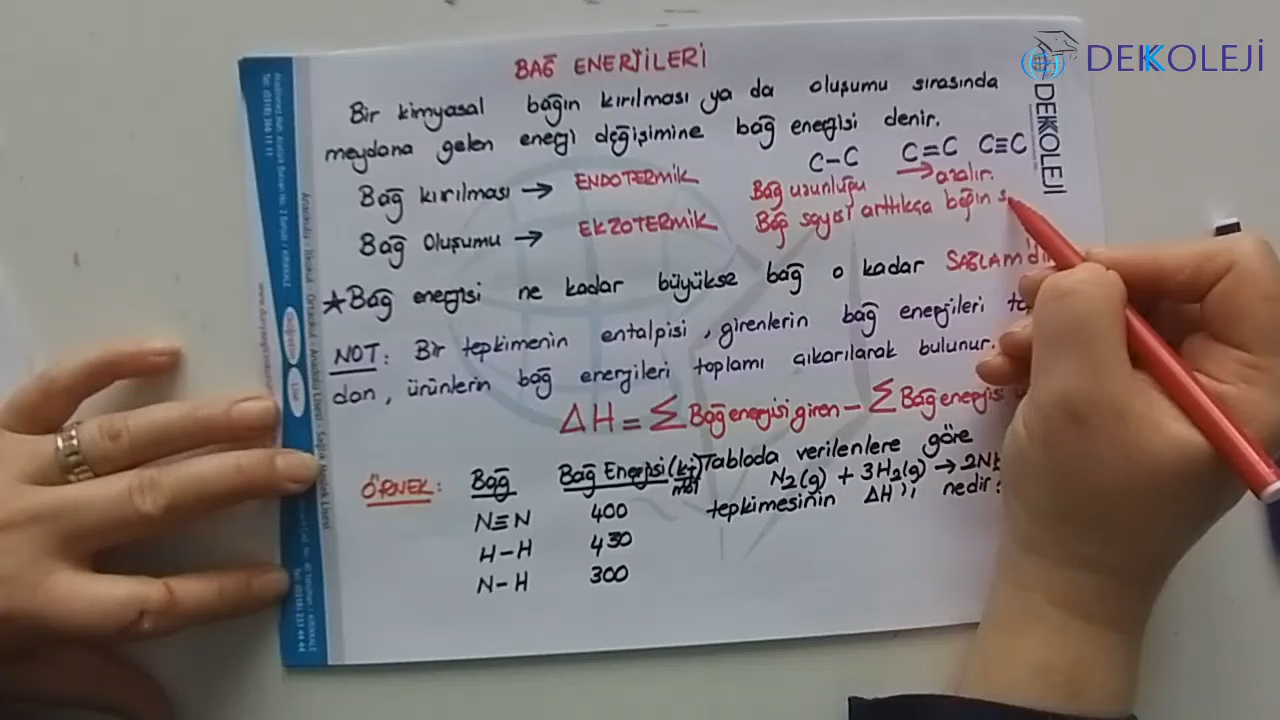 DEKKOLEJİ
DEKKOLEJİ
BAĞ ENERJİLERİ
Bir kimyasal bağın kırılması ya da oluşumu sırasında
meydana gelen enerji değişimine bağ enerjisi denir.
C-C C=C C≡C
Bağ kırılması → ENDOTERMİK
Bağ uzunluğu → azalır.
Bağ Oluşumu → EKZOTERMİK
Bağ sayısı arttıkça bağın s
★Bağ enerjisi ne kadar büyükse bağ o kadar SAĞLAM'dır
NOT: Bir tepkimenin entalpisi, girenlerin bağ enerjileri
dan, ürünlerin bağ enerjileri toplamı çıkarılarak bulunur.
ΔH = Σ Bağ enerjisi giren - Σ Bağ enerjisi
ÖRNEK: Bağ Bağ Enerjisi (kj/mol)
N≡N 400
H-H 430
N-H 300
Tabloda verilenlere göre
N2(g) + 3H2(g) → 2NH
tepkimesinin ΔH'ı nedir?